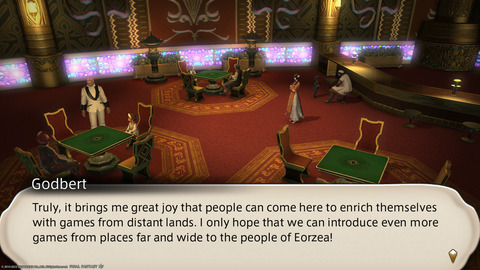 Godbert
Truly, it brings me great joy that people can come here to enrich themselves
with games from distant lands. I only hope that we can introduce even more
games from places far and wide to the people of Eorzea!